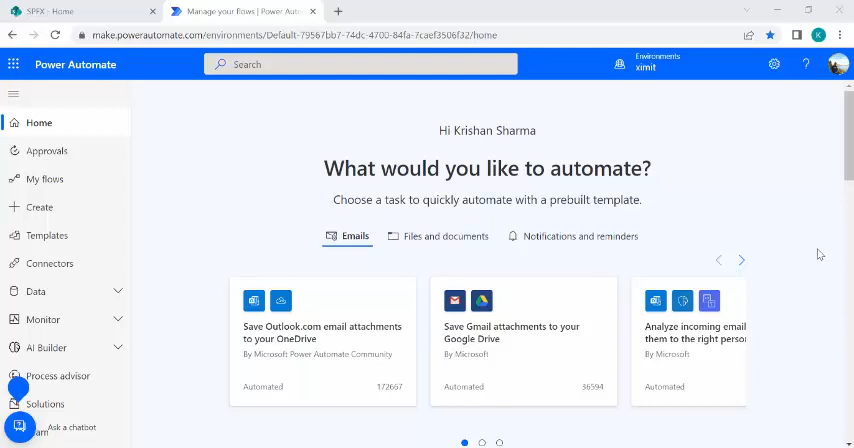 SPFX - Home
Manage your flows | Power Auto
make.powerautomate.com/environments/Default-79567bb7-74dc-4700-84fa-7caef3506f32/home
K
Power Automate
Search
Environments
ximit
Home
Approvals
My flows
Create
Templates
Connectors
Data
Monitor
AI Builder
Process advisor
Solutions
Ask a chatbot
Hi Krishan Sharma
What would you like to automate?
Choose a task to quickly automate with a prebuilt template.
Emails
Files and documents
Notifications and reminders
Save Outlook.com email attachments
to your OneDrive
By Microsoft Power Automate Community
Automated
172667
Save Gmail attachments to your
Google Drive
By Microsoft
Automated
36594
Analyze incoming email
them to the right person
By Microsoft
Automated